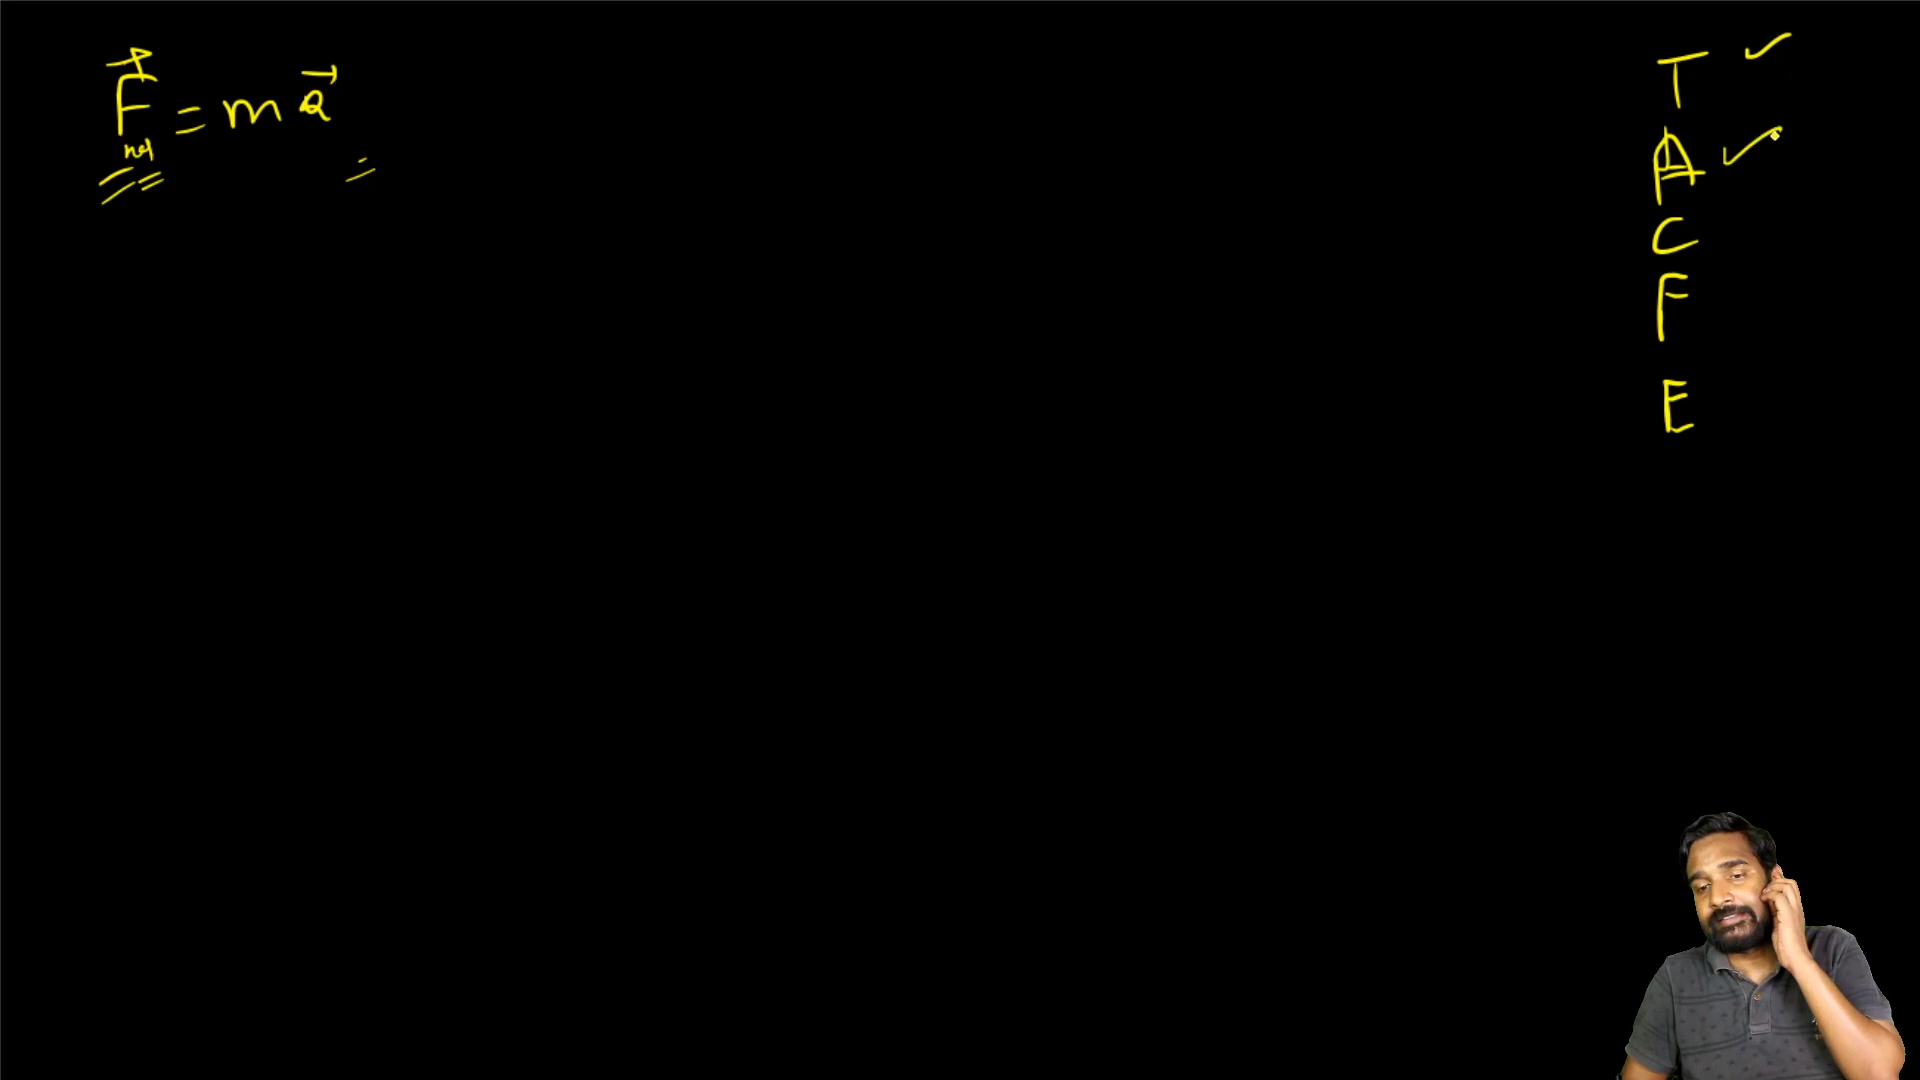 F⃗net = m a⃗
=
T ✓
A ✓
C
F
E